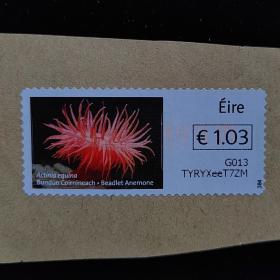 Éire
€ 1.03
G013
TYRYXeeT7ZM
Actinia equina
Bundún Coirníneach • Beadlet Anemone